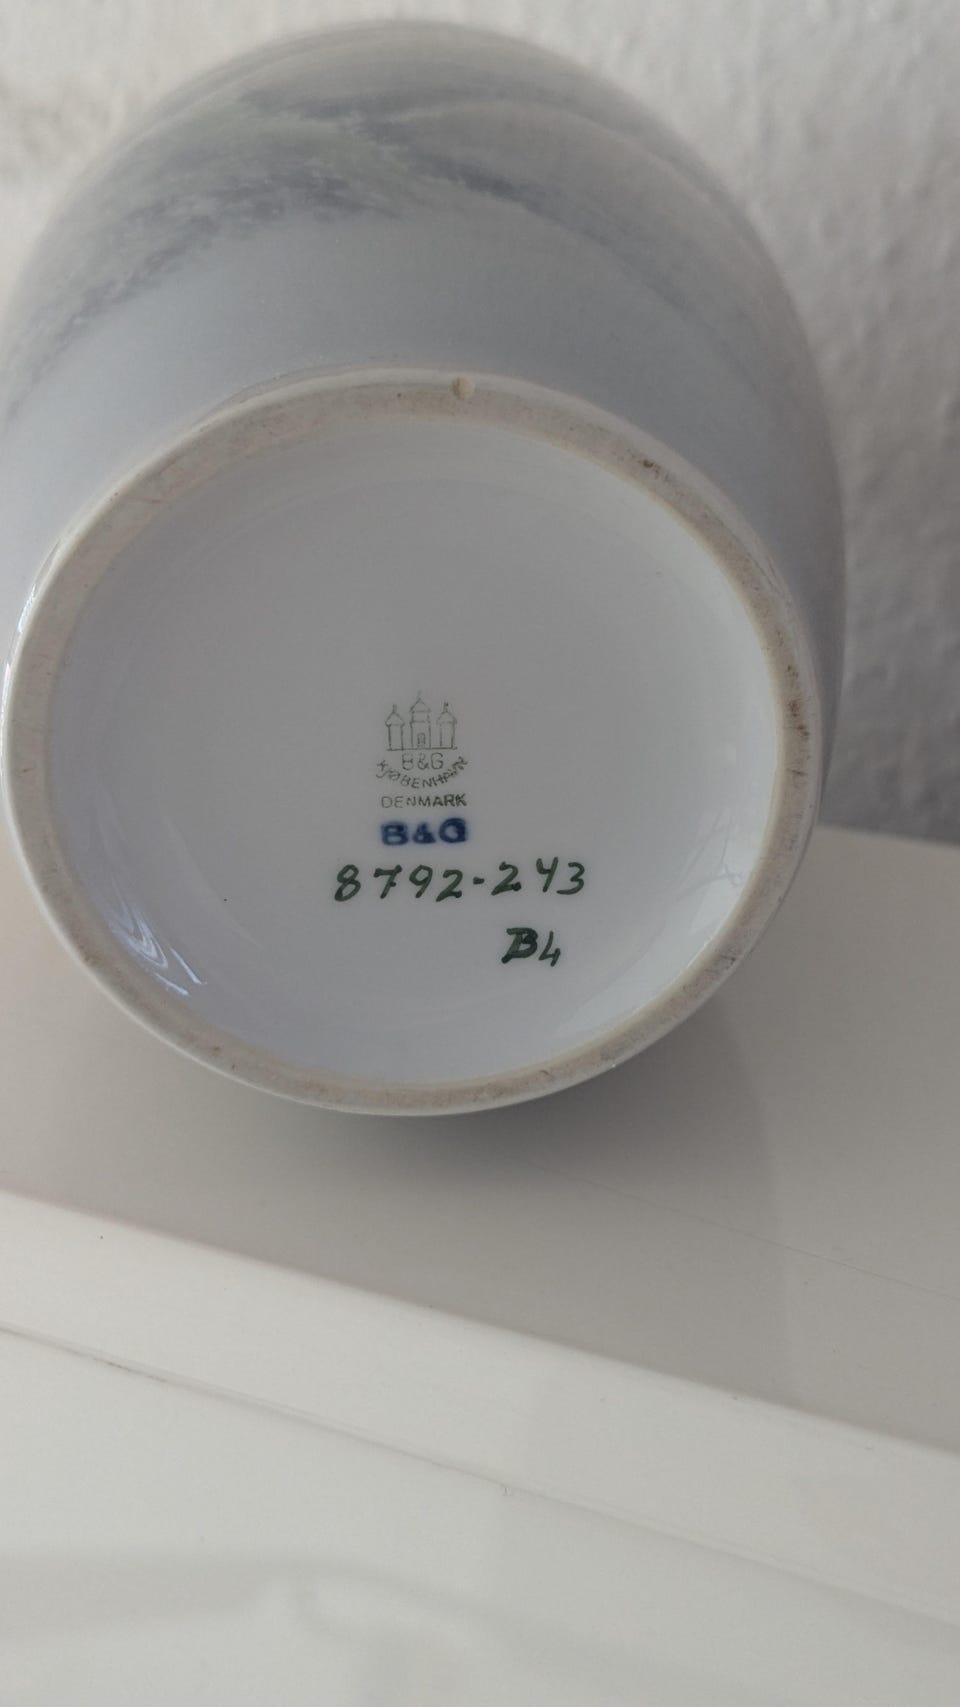 B&G
KJØBENHAVN
DENMARK
B&G
8792-243
B4